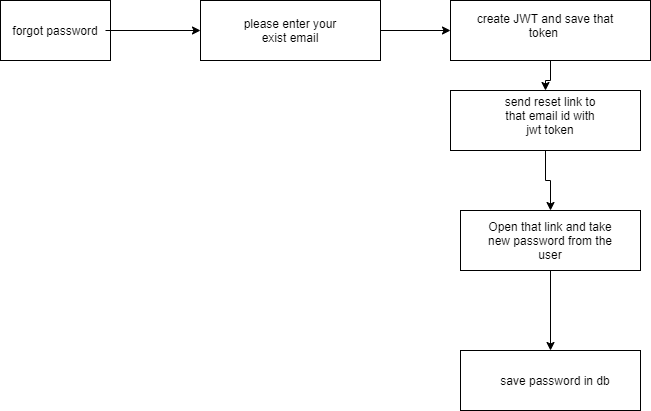 forgot password
please enter your
exist email
create JWT and save that
token
send reset link to
that email id with
jwt token
Open that link and take
new password from the
user
save password in db